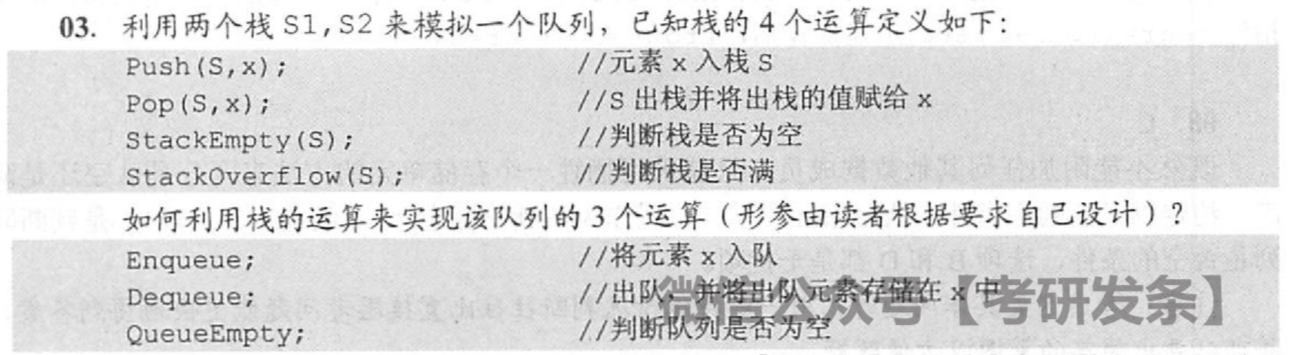 03. 利用两个栈 S1,S2 来模拟一个队列，已知栈的 4 个运算定义如下：
Push(S,x); //元素 x 入栈 S
Pop(S,x); //S 出栈并将出栈的值赋给 x
StackEmpty(S); //判断栈是否为空
StackOverflow(S); //判断栈是否满
如何利用栈的运算来实现该队列的 3 个运算（形参由读者根据要求自己设计）？
Enqueue; //将元素 x 入队
Dequeue; //出队，并将出队元素存储在 x 中
QueueEmpty; //判断队列是否为空
微信公众号【考研发条】